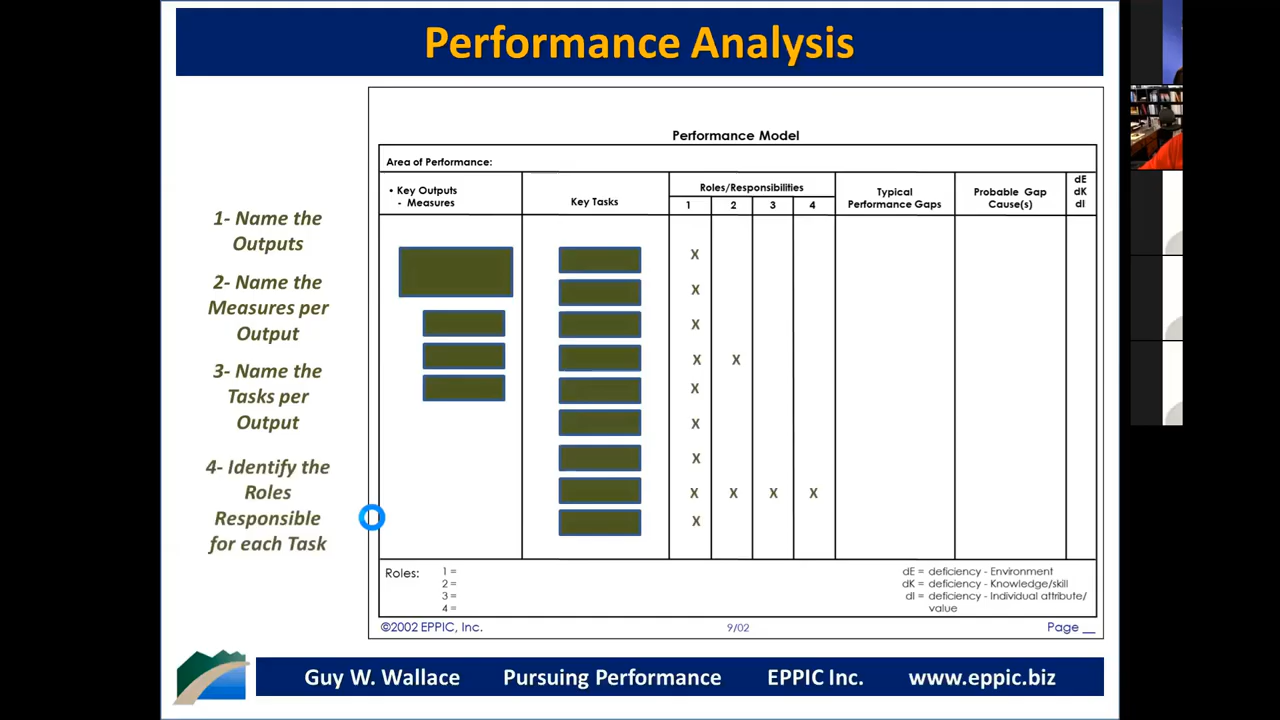 Performance Analysis
1- Name the
Outputs
2- Name the
Measures per
Output
3- Name the
Tasks per
Output
4- Identify the
Roles
Responsible
for each Task
Performance Model
Area of Performance:
• Key Outputs
- Measures
Key Tasks
Roles/Responsibilities
1 2 3 4
Typical
Performance Gaps
Probable Gap
Cause(s)
dE
dK
dI
X
X
X
X X
X
X
X
X X X X
X
Roles:
1 =
2 =
3 =
4 =
dE = deficiency - Environment
dK = deficiency - Knowledge/skill
dI = deficiency - Individual attribute/
value
©2002 EPPIC, Inc. 9/02 Page __
Guy W. Wallace Pursuing Performance EPPIC Inc. www.eppic.biz